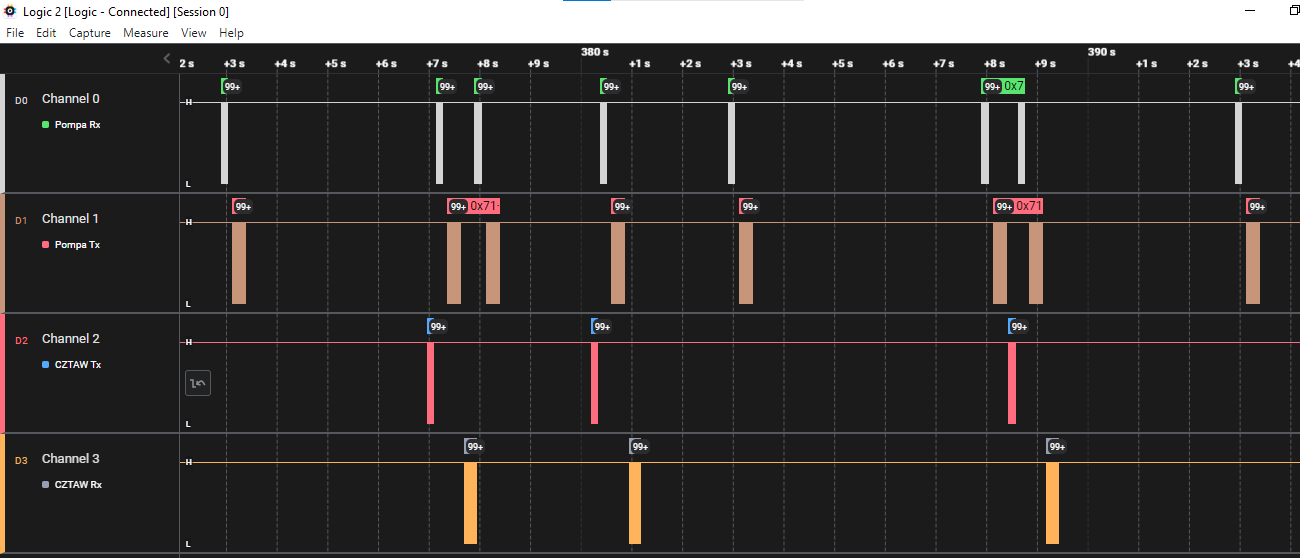 Logic 2 [Logic - Connected] [Session 0]
File Edit Capture Measure View Help
380 s 390 s
2 s +3 s +4 s +5 s +6 s +7 s +8 s +9 s +1 s +2 s +3 s +4 s +5 s +6 s +7 s +8 s +9 s +1 s +2 s +3 s +4
99+ 99+ 99+ 99+ 99+ 99+ 0x7 99+
D0 Channel 0 H
Pompa Rx
L
99+ 99+ 0x71 99+ 99+ 99+ 0x71 99+
D1 Channel 1 H
Pompa Tx
L
99+ 99+ 99+
D2 Channel 2 H
CZTAW Tx
L
99+ 99+ 99+
D3 Channel 3 H
CZTAW Rx
L